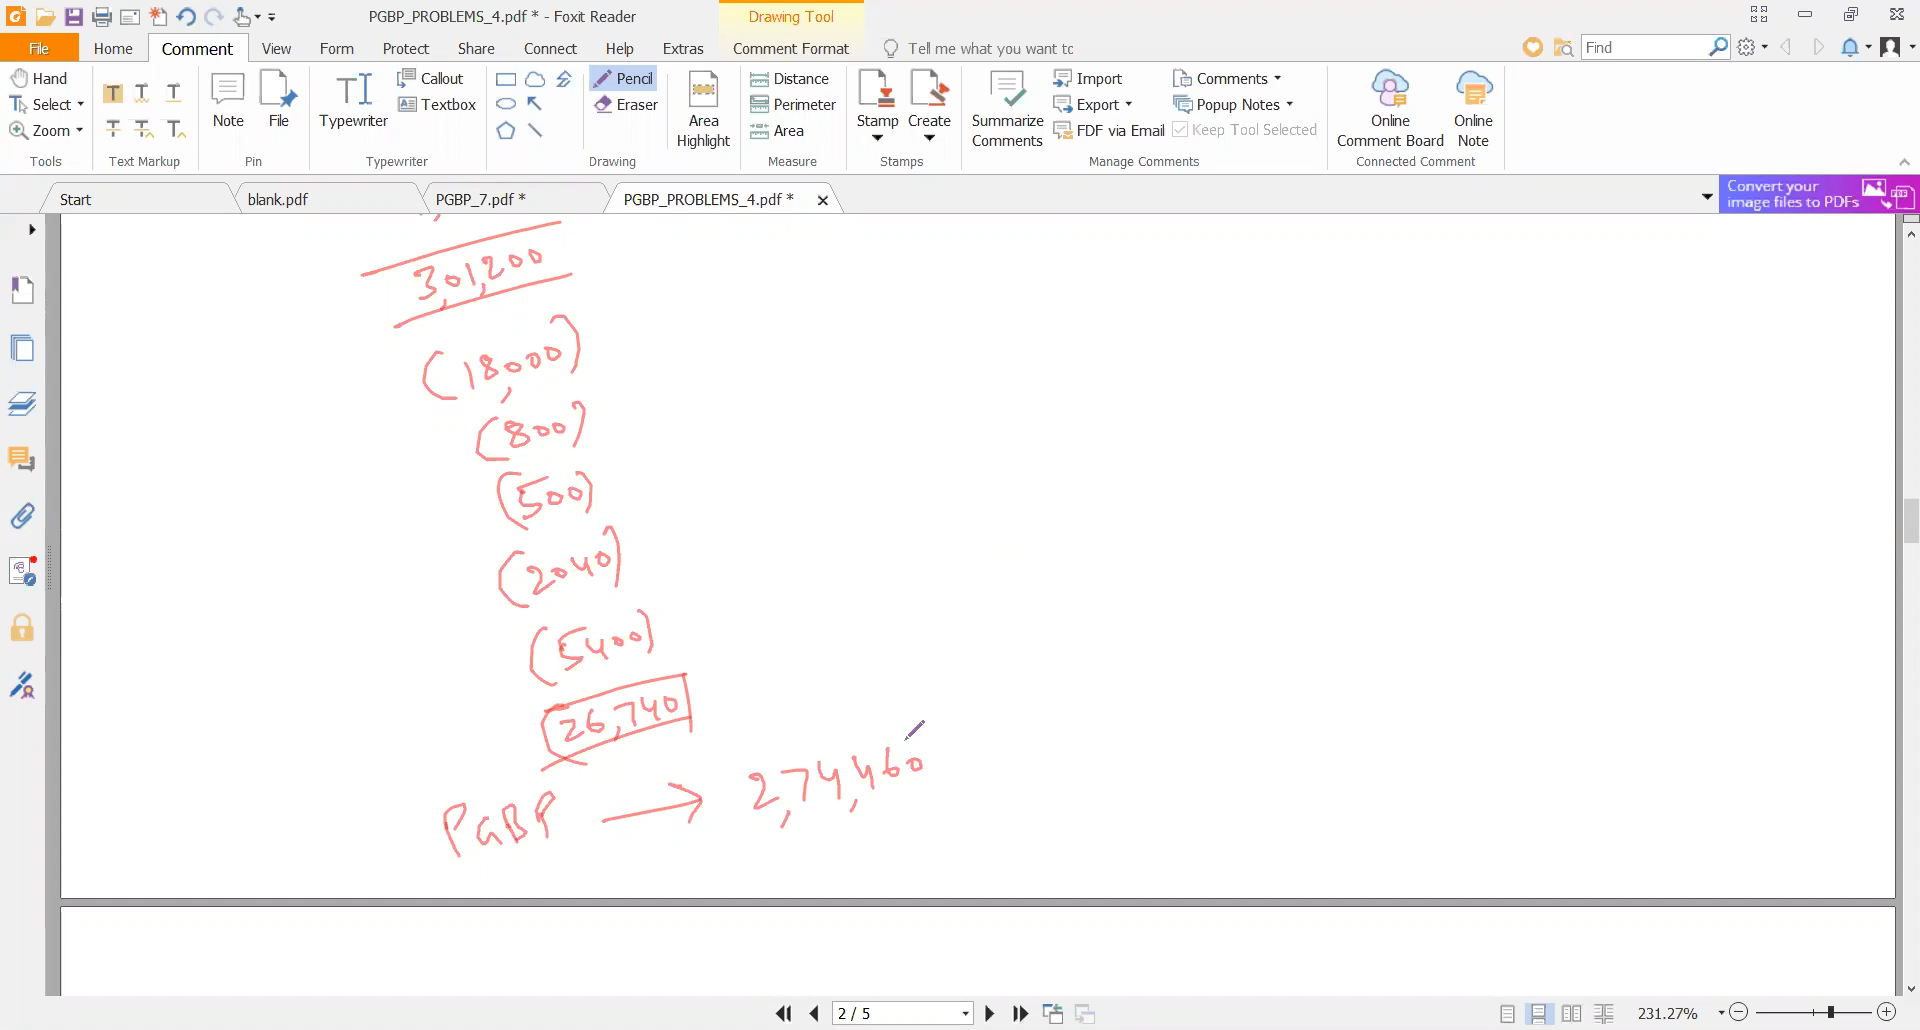 PGBP_PROBLEMS_4.pdf * - Foxit Reader
Drawing Tool
File Home Comment View Form Protect Share Connect Help Extras Comment Format Tell me what you want to
Find
Hand
Select
Zoom
Tools
Text Markup
Note
File
Pin
Typewriter
Callout
Textbox
Typewriter
Pencil
Eraser
Drawing
Area
Highlight
Distance
Perimeter
Area
Measure
Stamp
Create
Stamps
Summarize
Comments
Import
Export
FDF via Email
Comments
Popup Notes
Keep Tool Selected
Manage Comments
Online
Comment Board
Online
Note
Connected Comment
Start
blank.pdf
PGBP_7.pdf *
PGBP_PROBLEMS_4.pdf *
Convert your
image files to PDFs
3,01,200
(18,000)
(800)
(500)
(2040)
(5400)
26,740
PGBP → 2,74,460
2 / 5
231.27%